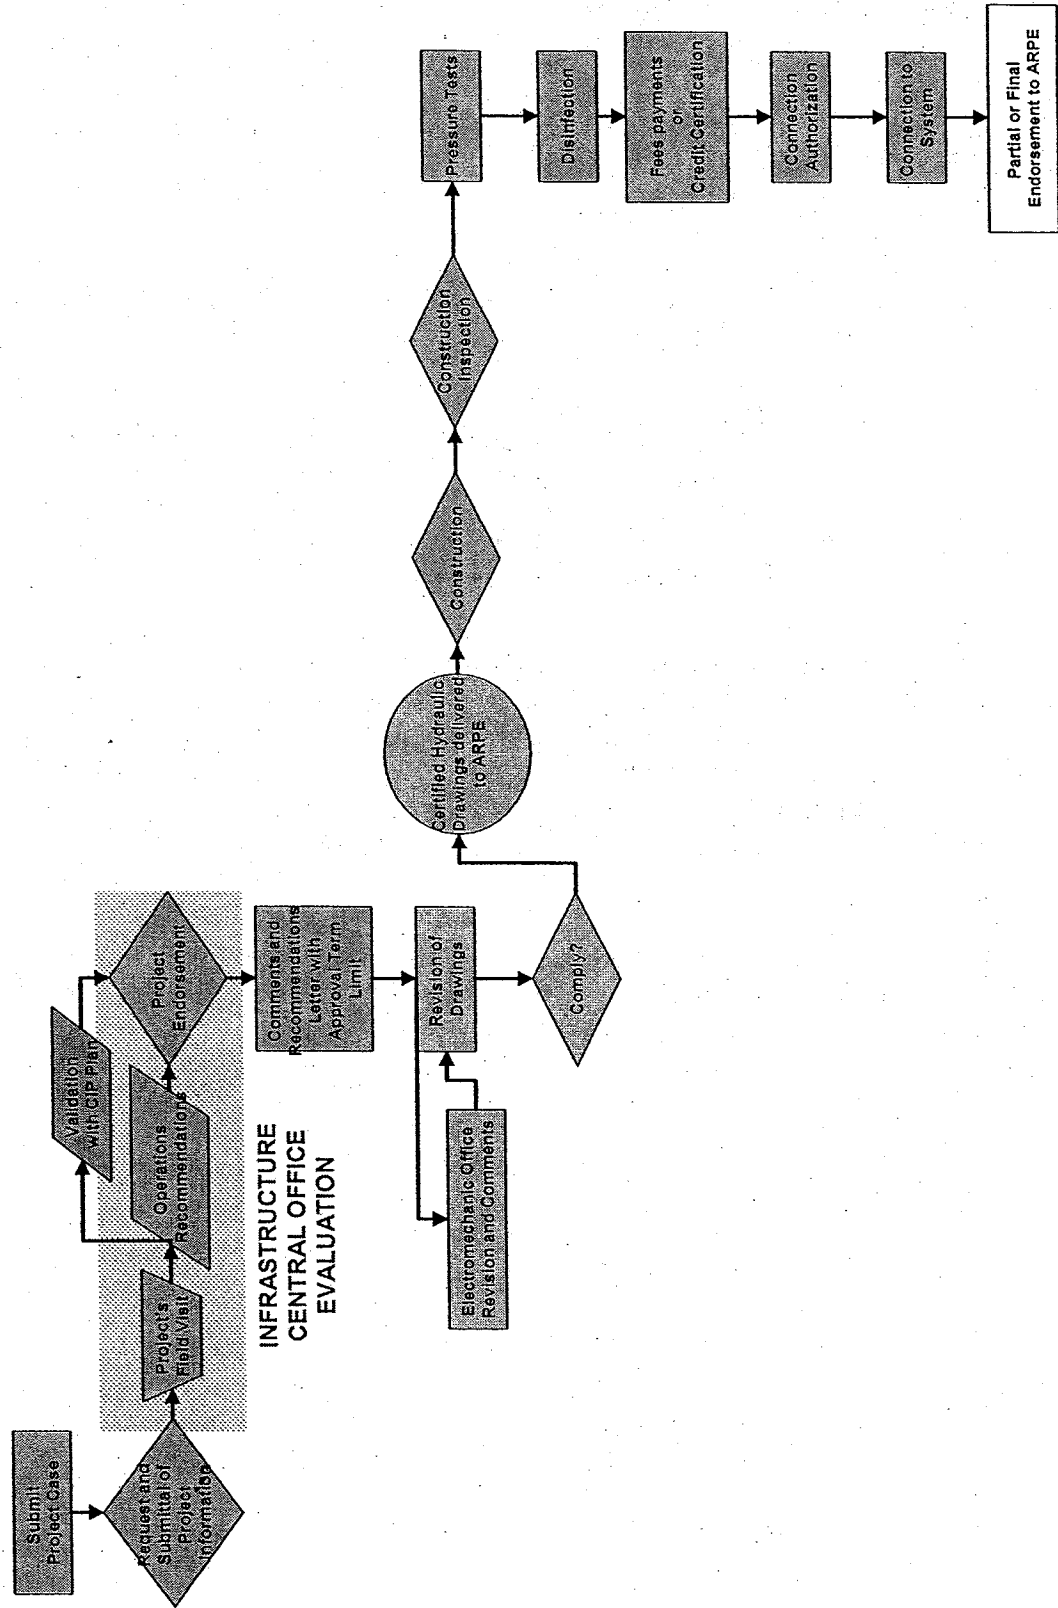 Submit
Project Case
Request and
Submittal of
Project
Information
Project's
Field Visit
Validation
with CIP Plan
Operations
Recommendations
Project
Endorsement
INFRASTRUCTURE
CENTRAL OFFICE
EVALUATION
Comments and
Recommendations
Letter with
Approval Term
Limit
Electromechanic Office
Revision and Comments
Revision of
Drawings
Comply?
Certified Hydraulic
Drawings delivered
to ARPE
Construction
Construction
Inspection
Pressure Tests
Disinfection
Fees payments
or
Credit Certification
Connection
Authorization
Connection to
System
Partial or Final
Endorsement to ARPE